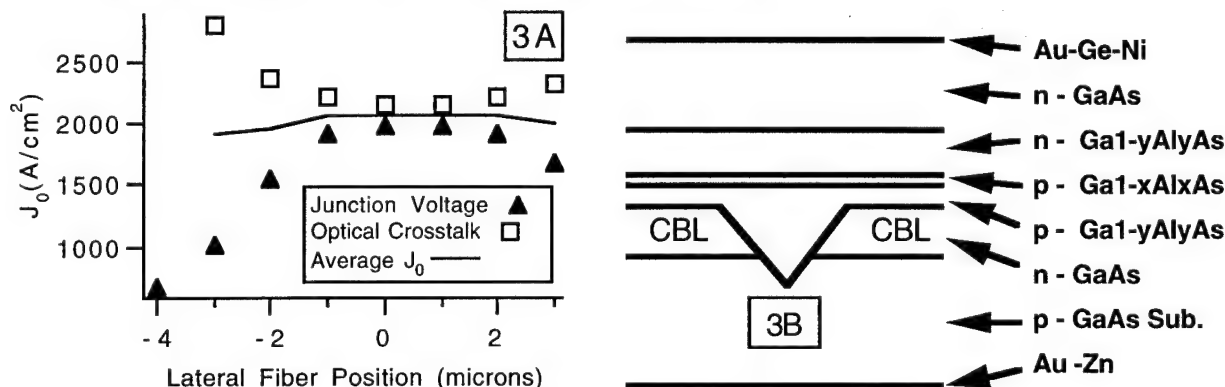 3A
2500
2000
1500
1000
J0(A/cm2)
Junction Voltage
Optical Crosstalk
Average J0
-4
-2
0
2
Lateral Fiber Position (microns)
Au-Ge-Ni
n - GaAs
n - Ga1-yAlyAs
p - Ga1-xAlxAs
p - Ga1-yAlyAs
n - GaAs
p - GaAs Sub.
Au -Zn
CBL
CBL
3B